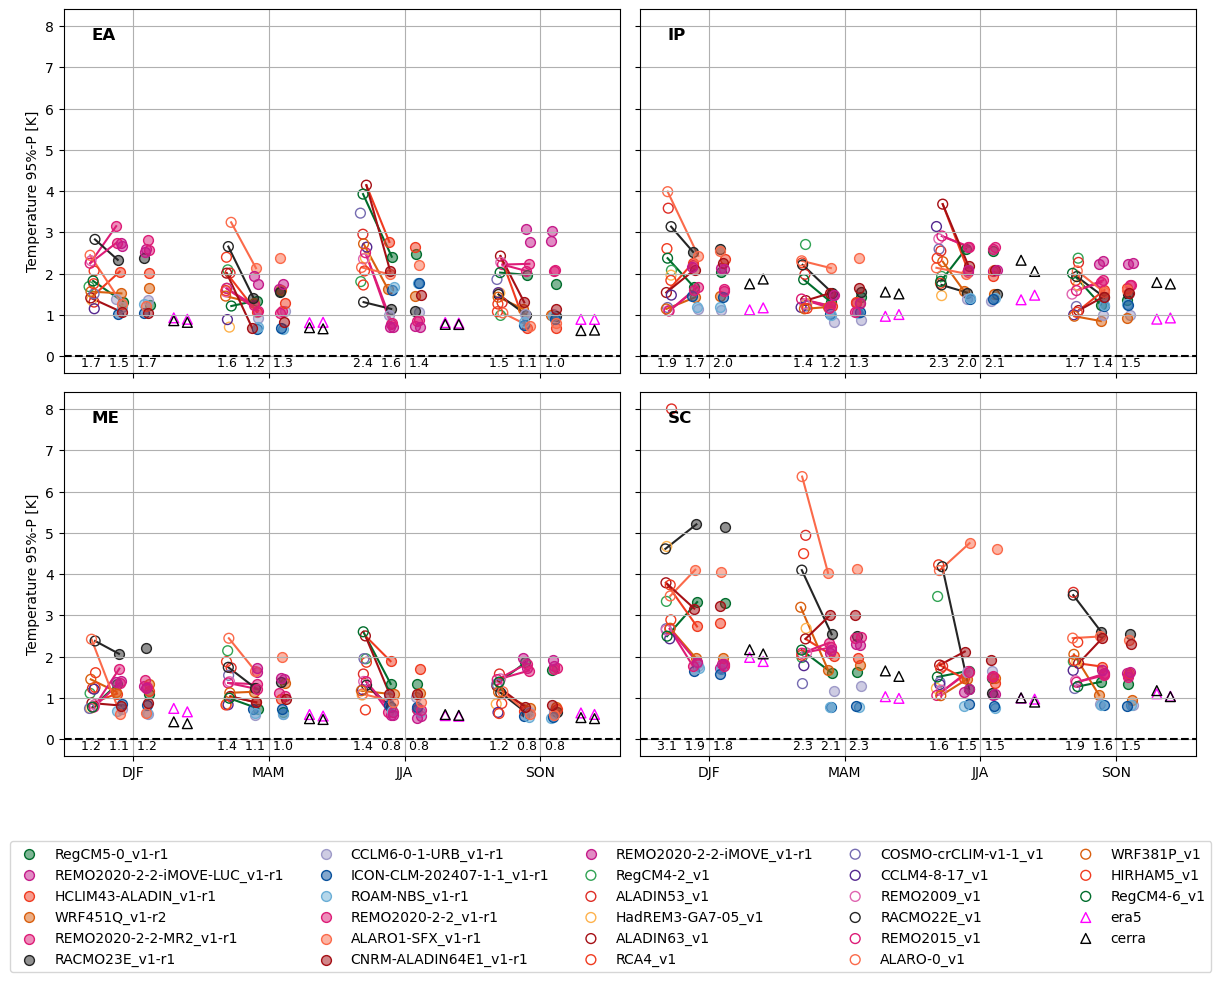 EA
IP
8
7
6
5
4
3
2
1
0
Temperature 95%-P [K]
1.7 1.5 1.7 1.6 1.2 1.3 2.4 1.6 1.4 1.5 1.1 1.0
1.9 1.7 2.0 1.4 1.2 1.3 2.3 2.0 2.1 1.7 1.4 1.5
ME
SC
8
7
6
5
4
3
2
1
0
Temperature 95%-P [K]
1.2 1.1 1.2 1.4 1.1 1.0 1.4 0.8 0.8 1.2 0.8 0.8
3.1 1.9 1.8 2.3 2.1 2.3 1.6 1.5 1.5 1.9 1.6 1.5
DJF MAM JJA SON
DJF MAM JJA SON
RegCM5-0_v1-r1
REMO2020-2-2-iMOVE-LUC_v1-r1
HCLIM43-ALADIN_v1-r1
WRF451Q_v1-r2
REMO2020-2-2-MR2_v1-r1
RACMO23E_v1-r1
CCLM6-0-1-URB_v1-r1
ICON-CLM-202407-1-1_v1-r1
ROAM-NBS_v1-r1
REMO2020-2-2_v1-r1
ALARO1-SFX_v1-r1
CNRM-ALADIN64E1_v1-r1
REMO2020-2-2-iMOVE_v1-r1
RegCM4-2_v1
ALADIN53_v1
HadREM3-GA7-05_v1
ALADIN63_v1
RCA4_v1
COSMO-crCLIM-v1-1_v1
CCLM4-8-17_v1
REMO2009_v1
RACMO22E_v1
REMO2015_v1
ALARO-0_v1
WRF381P_v1
HIRHAM5_v1
RegCM4-6_v1
era5
cerra